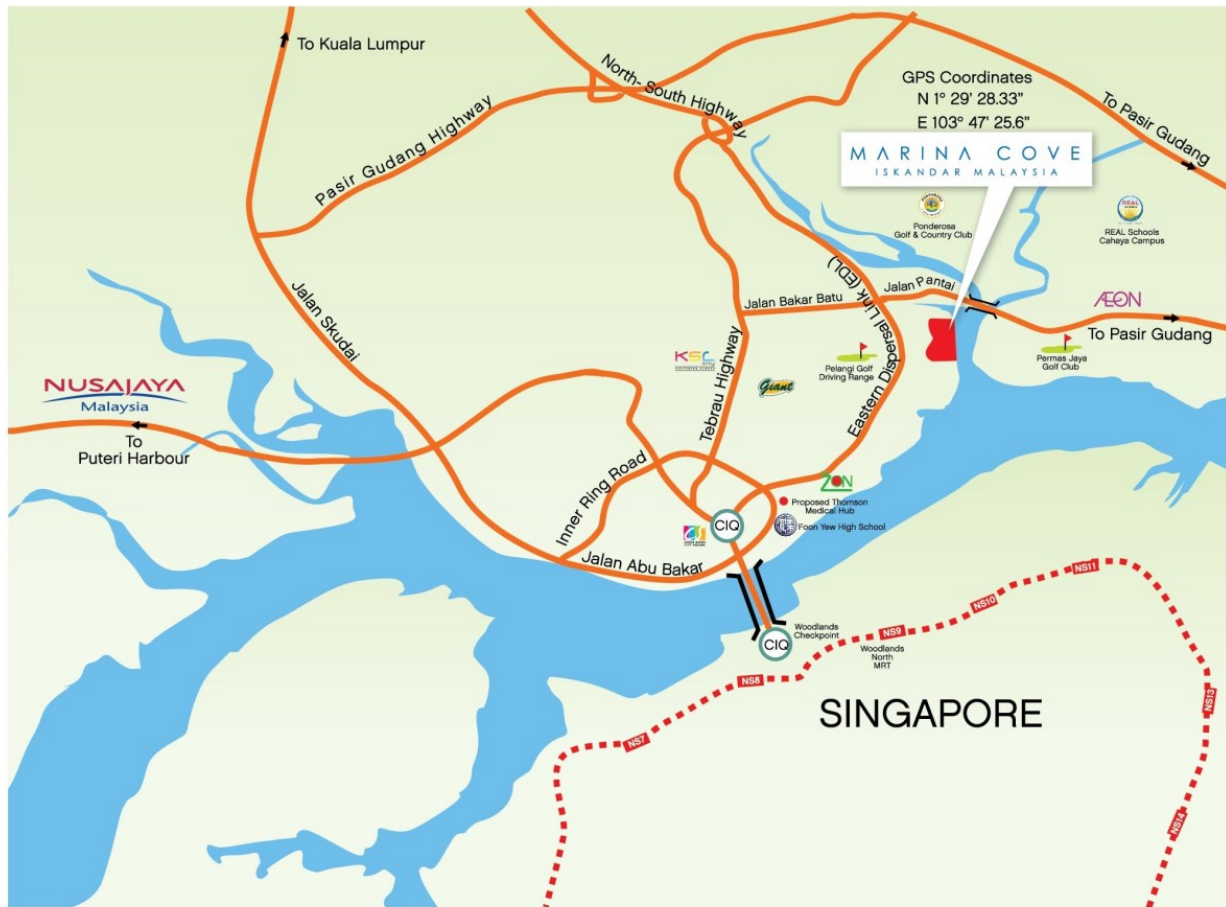 To Kuala Lumpur
North- South Highway
Pasir Gudang Highway
GPS Coordinates
N 1° 29' 28.33”
E 103° 47' 25.6”
To Pasir Gudang
MARINA COVE
ISKANDAR MALAYSIA
Ponderosa
Golf & Country Club
REAL
REAL Schools
Cahaya Campus
Jalan Skudai
Eastern Dispersal Link (EDL)
Jalan Pantai
Jalan Bakar Batu
ÆON
To Pasir Gudang
KSL
city
Tebrau Highway
Giant
Pelangi Golf
Driving Range
Permas Jaya
Golf Club
NUSAJAYA
Malaysia
To
Puteri Harbour
Inner Ring Road
ZON
Proposed Thomson
Medical Hub
Foon Yew High School
CIQ
Jalan Abu Bakar
Woodlands
Checkpoint
CIQ
Woodlands
North
MRT
NS7
NS8
NS9
NS10
NS11
NS13
NS14
SINGAPORE